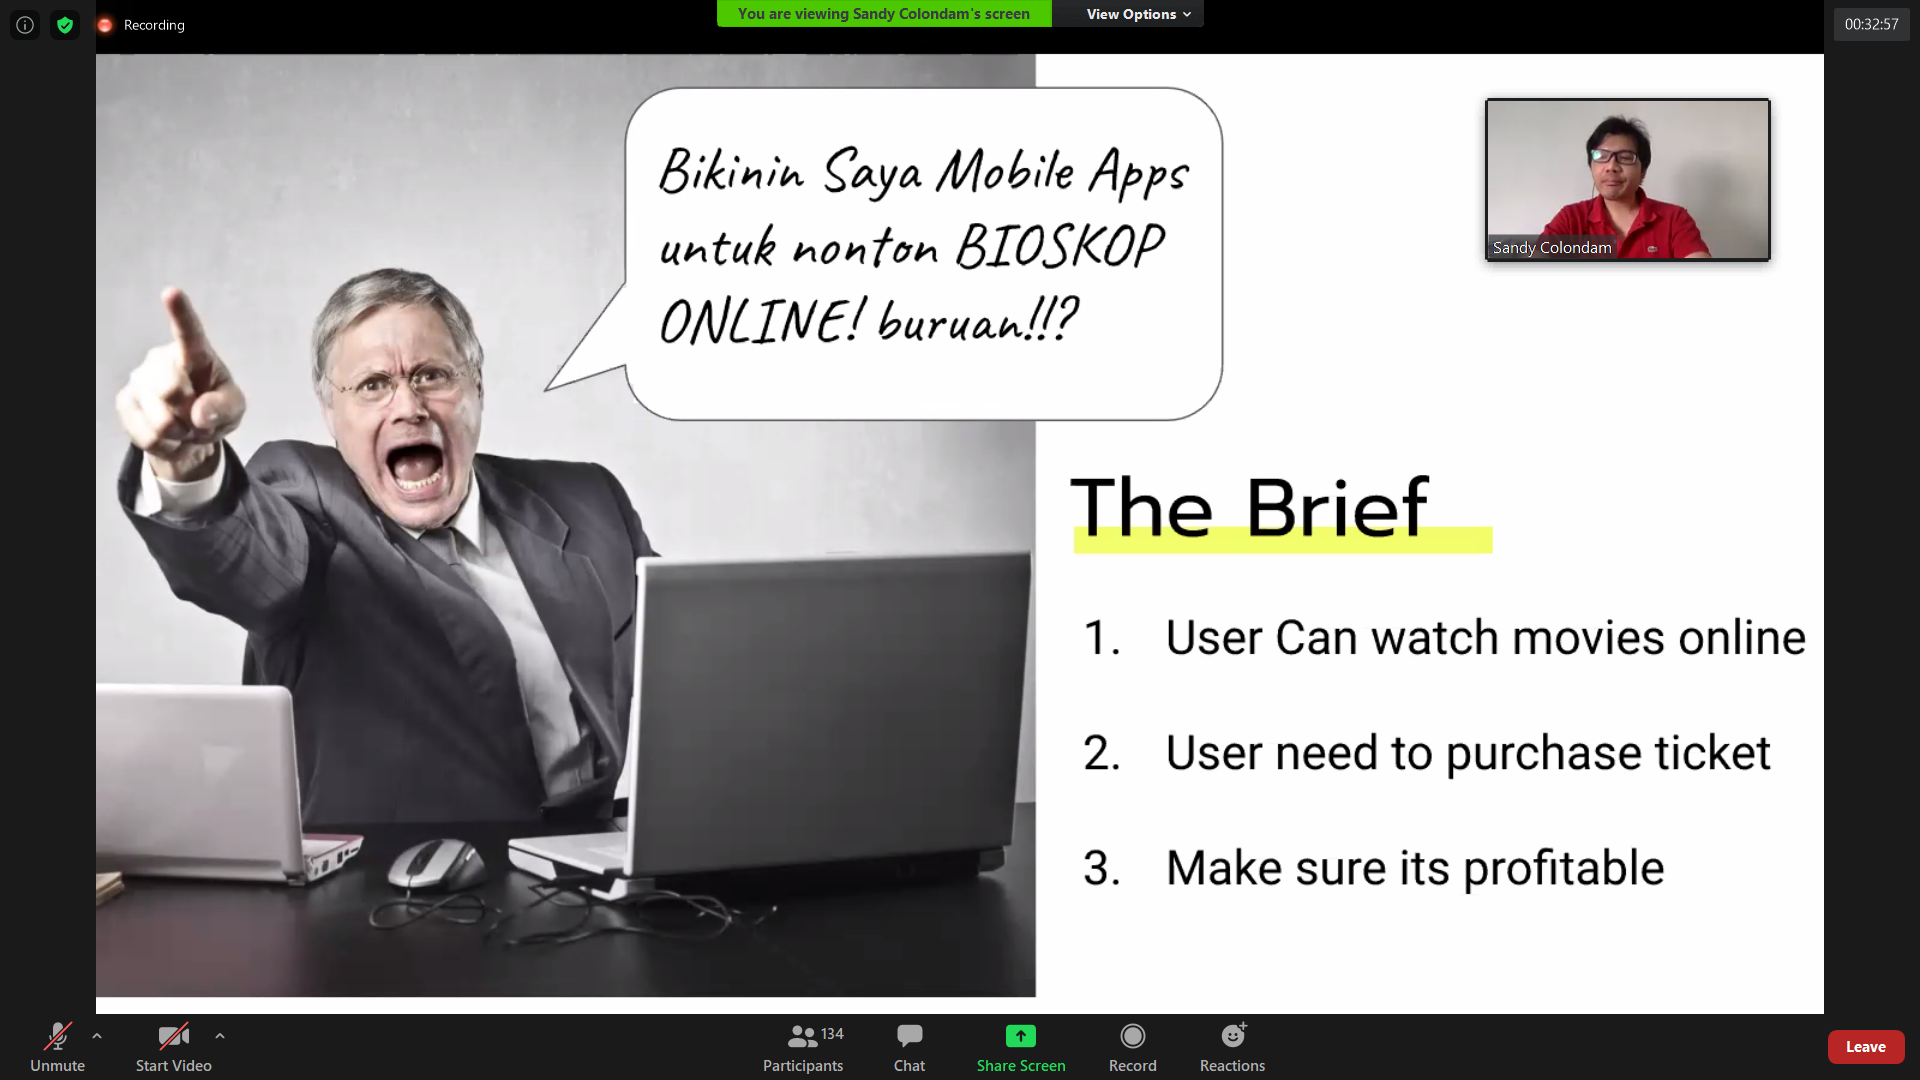 Recording
You are viewing Sandy Colondam's screen
View Options
00:32:57
Bikinin Saya Mobile Apps
untuk nonton BIOSKOP
ONLINE! buruan!!!?
Sandy Colondam
The Brief
1. User Can watch movies online
2. User need to purchase ticket
3. Make sure its profitable
Unmute
Start Video
134
Participants
Chat
Share Screen
Record
Reactions
Leave